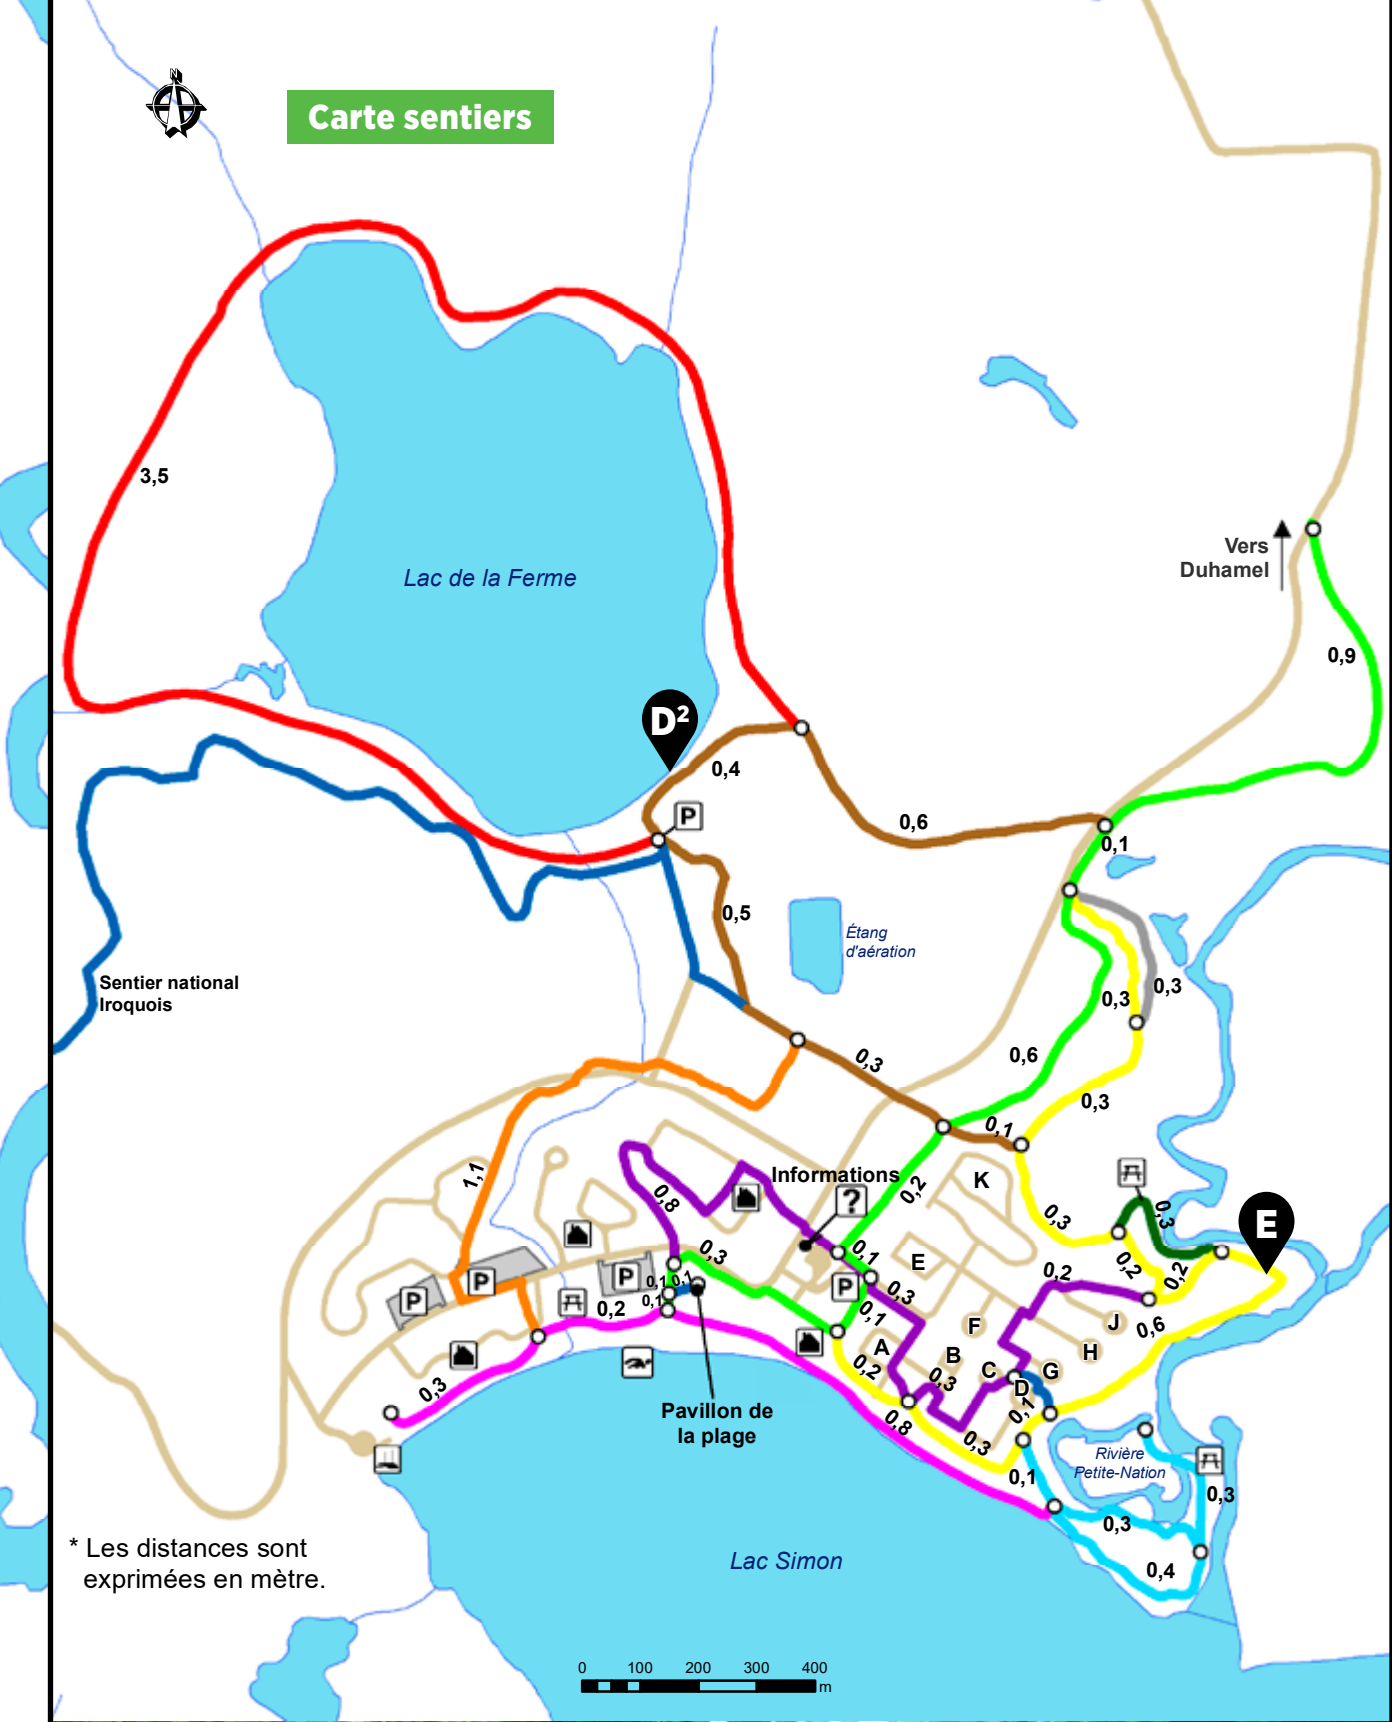 N
Carte sentiers
3,5
Lac de la Ferme
Vers
Duhamel
0,9
D²
0,4
P
0,6
0,1
0,5
Étang
d'aération
Sentier national
Iroquois
0,3
0,3
0,6
0,3
0,3
0,1
1,1
0,8
Informations
?
0,2
K
0,3
0,3
E
0,3
0,1
E
0,2
0,2
0,2
P
P
P
P
0,1
0,1
0,1
0,2
0,3
0,1
F
J
0,6
H
A
B
C
G
D
0,2
0,3
0,1
0,3
0,8
0,3
0,1
Pavillon de
la plage
Rivière
Petite-Nation
0,3
0,3
0,4
Lac Simon
* Les distances sont
exprimées en mètre.
0 100 200 300 400
m